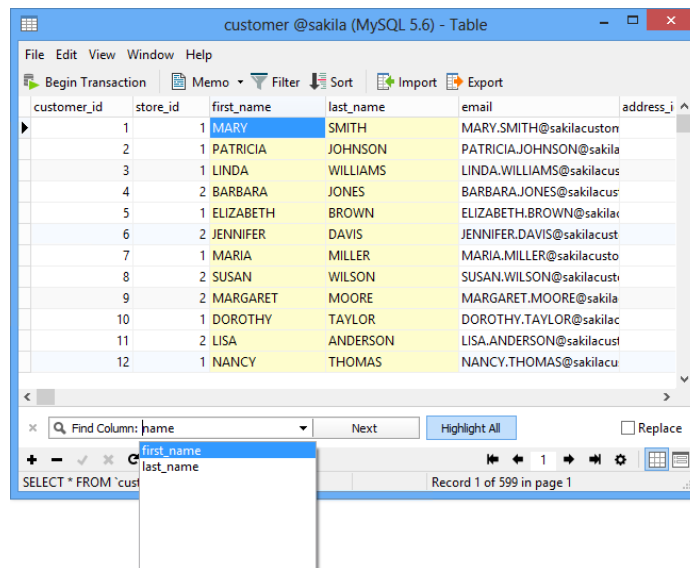 customer @sakila (MySQL 5.6) - Table
File Edit View Window Help
Begin Transaction Memo Filter Sort Import Export
customer_id store_id first_name last_name email address_i
1 1 MARY SMITH MARY.SMITH@sakilacustom
2 1 PATRICIA JOHNSON PATRICIA.JOHNSON@sakila
3 1 LINDA WILLIAMS LINDA.WILLIAMS@sakilacus
4 2 BARBARA JONES BARBARA.JONES@sakilacus
5 1 ELIZABETH BROWN ELIZABETH.BROWN@sakila
6 2 JENNIFER DAVIS JENNIFER.DAVIS@sakilacust
7 1 MARIA MILLER MARIA.MILLER@sakilacusto
8 2 SUSAN WILSON SUSAN.WILSON@sakilacust
9 2 MARGARET MOORE MARGARET.MOORE@sakila
10 1 DOROTHY TAYLOR DOROTHY.TAYLOR@sakilac
11 2 LISA ANDERSON LISA.ANDERSON@sakilacust
12 1 NANCY THOMAS NANCY.THOMAS@sakilacu
Find Column: name Next Highlight All Replace
first_name
last_name
1
SELECT * FROM `cust Record 1 of 599 in page 1